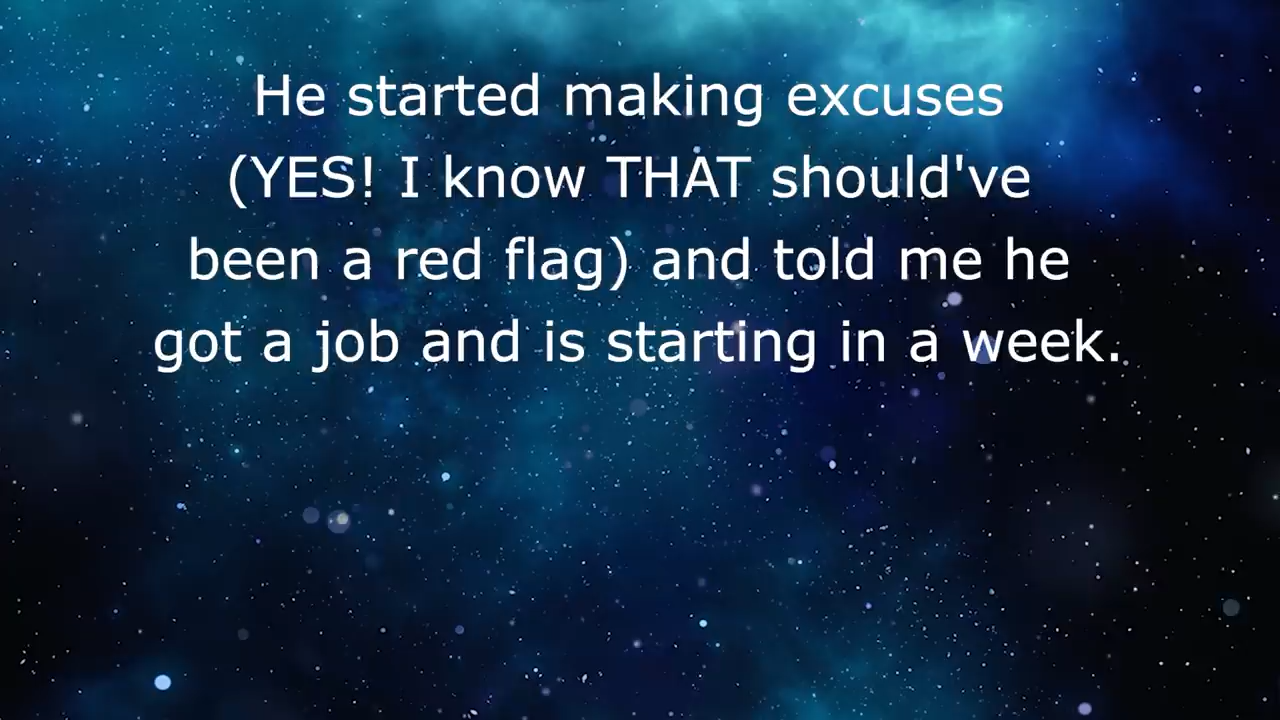 He started making excuses
(YES! I know THAT should've
been a red flag) and told me he
got a job and is starting in a week.